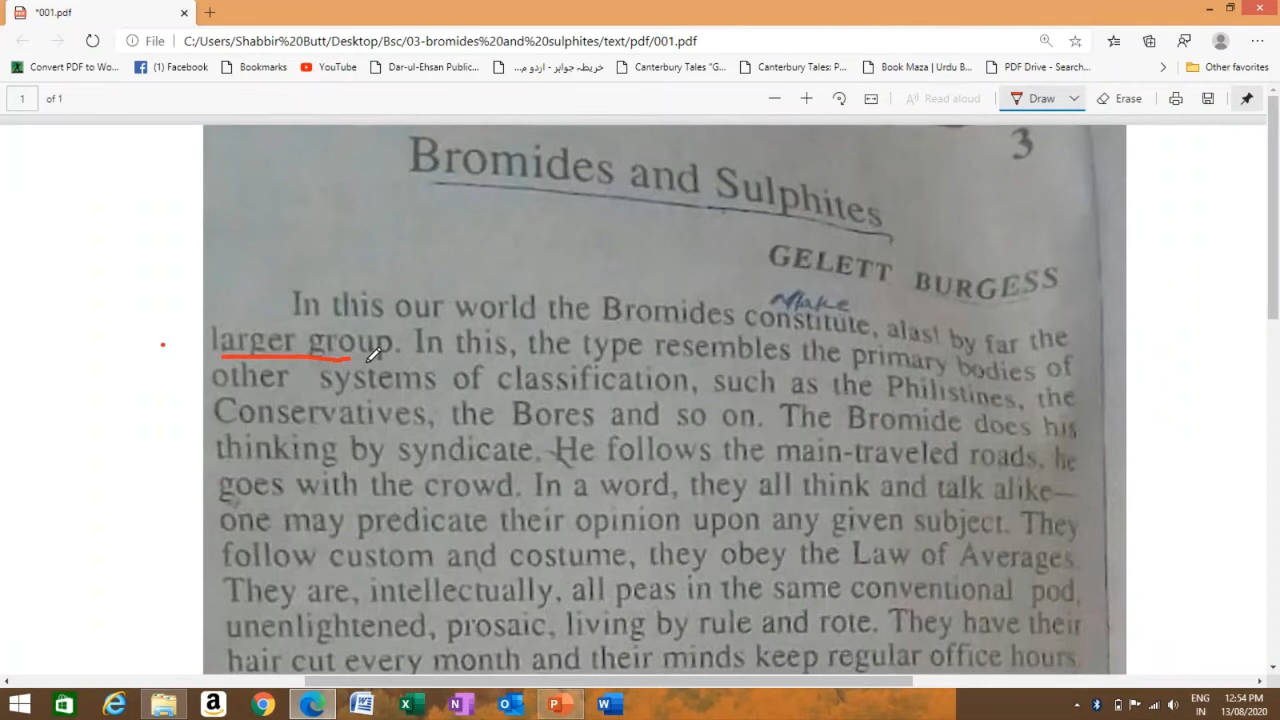 *001.pdf
File C:/Users/Shabbir%20Butt/Desktop/Bsc/03-bromides%20and%20sulphites/text/pdf/001.pdf
Convert PDF to Wo... (1) Facebook Bookmarks YouTube Dar-ul-Ehsan Public... خریطہ جواہر - اردو م... Canterbury Tales "G... Canterbury Tales: P... Book Maza | Urdu B... PDF Drive - Search... Other favorites
1 of 1 Read aloud Draw Erase
3
Bromides and Sulphites
GELETT BURGESS
Make
In this our world the Bromides constitute, alas! by far the
larger group. In this, the type resembles the primary bodies of
other systems of classification, such as the Philistines, the
Conservatives, the Bores and so on. The Bromide does his
thinking by syndicate. He follows the main-traveled roads, he
goes with the crowd. In a word, they all think and talk alike—
one may predicate their opinion upon any given subject. They
follow custom and costume, they obey the Law of Averages.
They are, intellectually, all peas in the same conventional pod,
unenlightened, prosaic, living by rule and rote. They have their
hair cut every month and their minds keep regular office hours.
ENG 12:54 PM
IN 13/08/2020